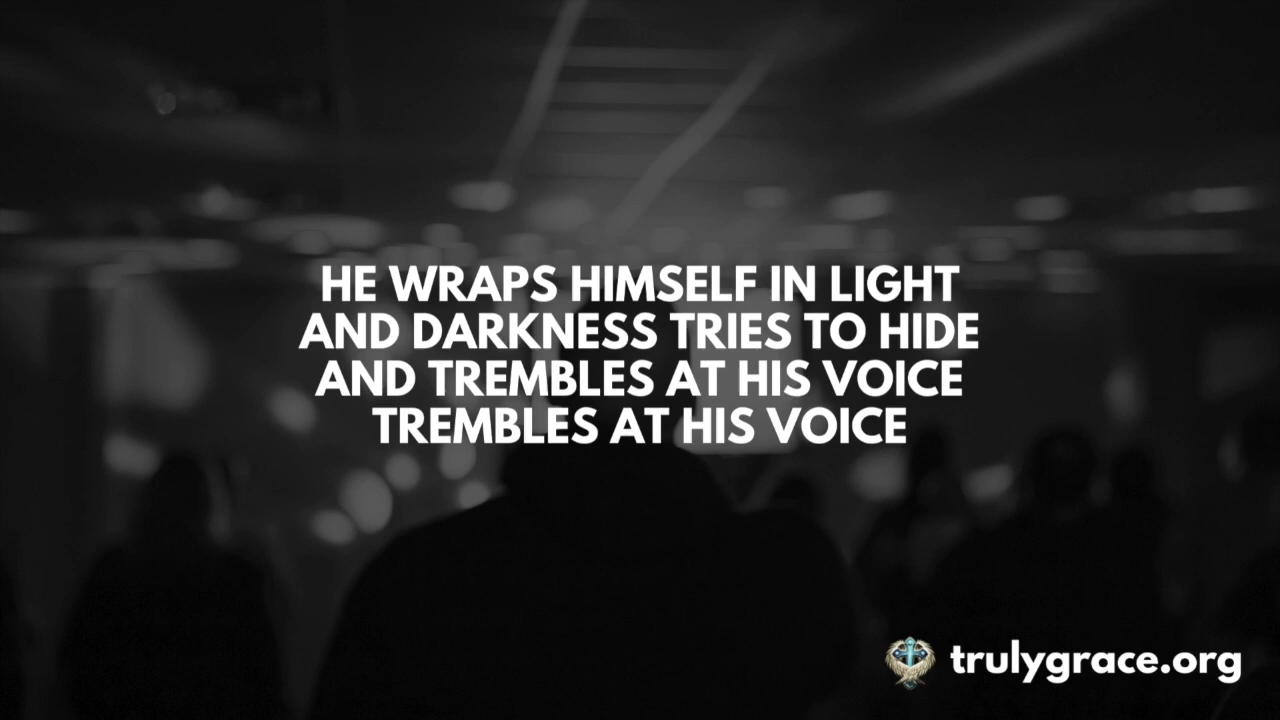 HE WRAPS HIMSELF IN LIGHT
AND DARKNESS TRIES TO HIDE
AND TREMBLES AT HIS VOICE
TREMBLES AT HIS VOICE
trulygrace.org